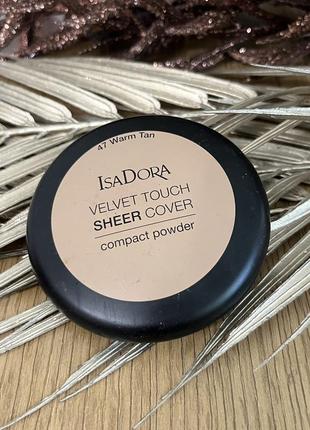 47 Warm Tan
ISADORA
VELVET TOUCH
SHEER COVER
compact powder